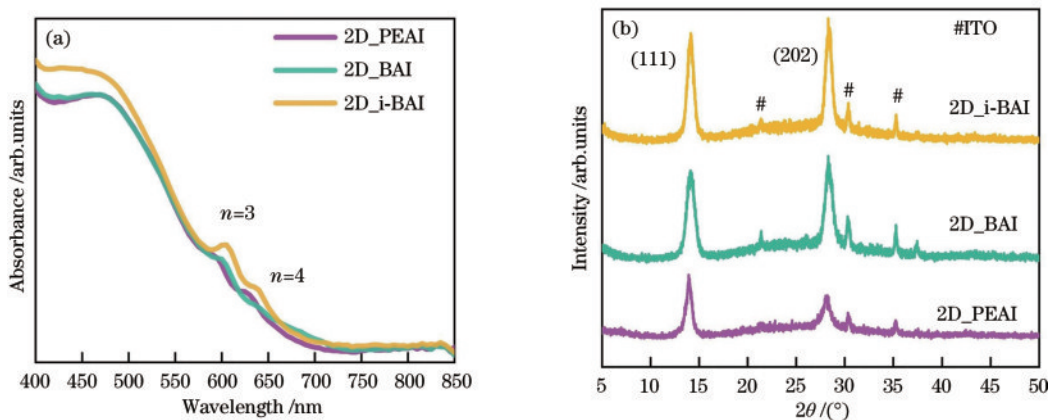 (a)
2D_PEAI
2D_BAI
2D_i-BAI
n=3
n=4
Absorbance /arb.units
400 450 500 550 600 650 700 750 800 850
Wavelength /nm
(b)
#ITO
(111)
(202)
# # #
2D_i-BAI
2D_BAI
2D_PEAI
Intensity /arb.units
5 10 15 20 25 30 35 40 45 50
2θ /(°)